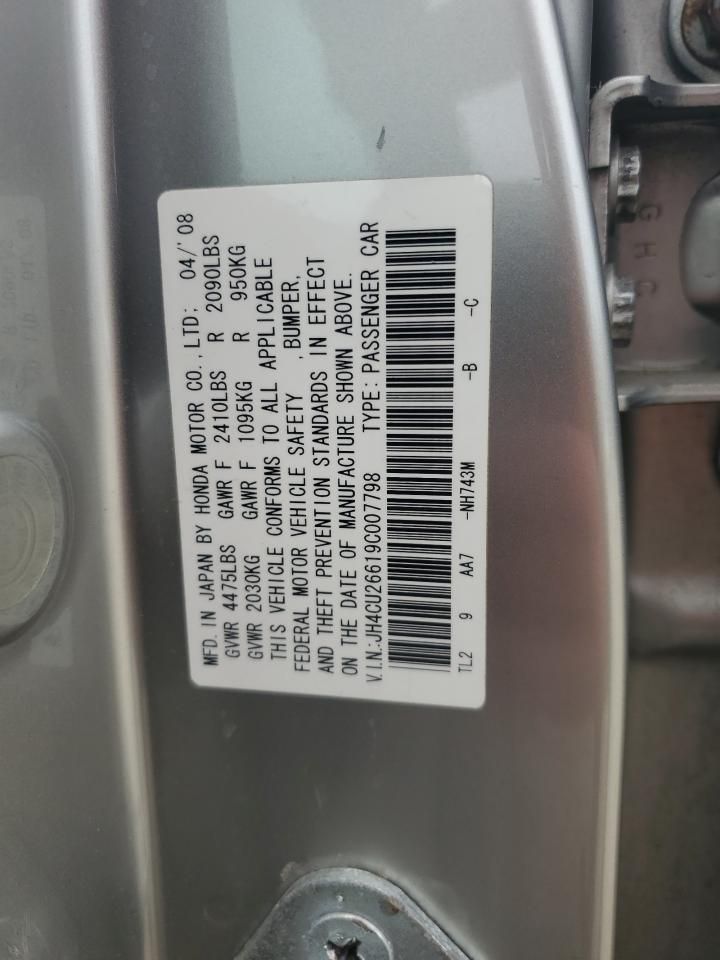 MFD. IN JAPAN BY HONDA MOTOR CO., LTD; 04/'08
GVWR 4475LBS GAWR F 2410LBS R 2090LBS
GVWR 2030KG GAWR F 1095KG R 950KG
THIS VEHICLE CONFORMS TO ALL APPLICABLE
FEDERAL MOTOR VEHICLE SAFETY , BUMPER,
AND THEFT PREVENTION STANDARDS IN EFFECT
ON THE DATE OF MANUFACTURE SHOWN ABOVE.
V.I.N.:JH4CU26619C007798 TYPE: PASSENGER CAR
TL2 9 AA7 -NH743M -B -C
GHC